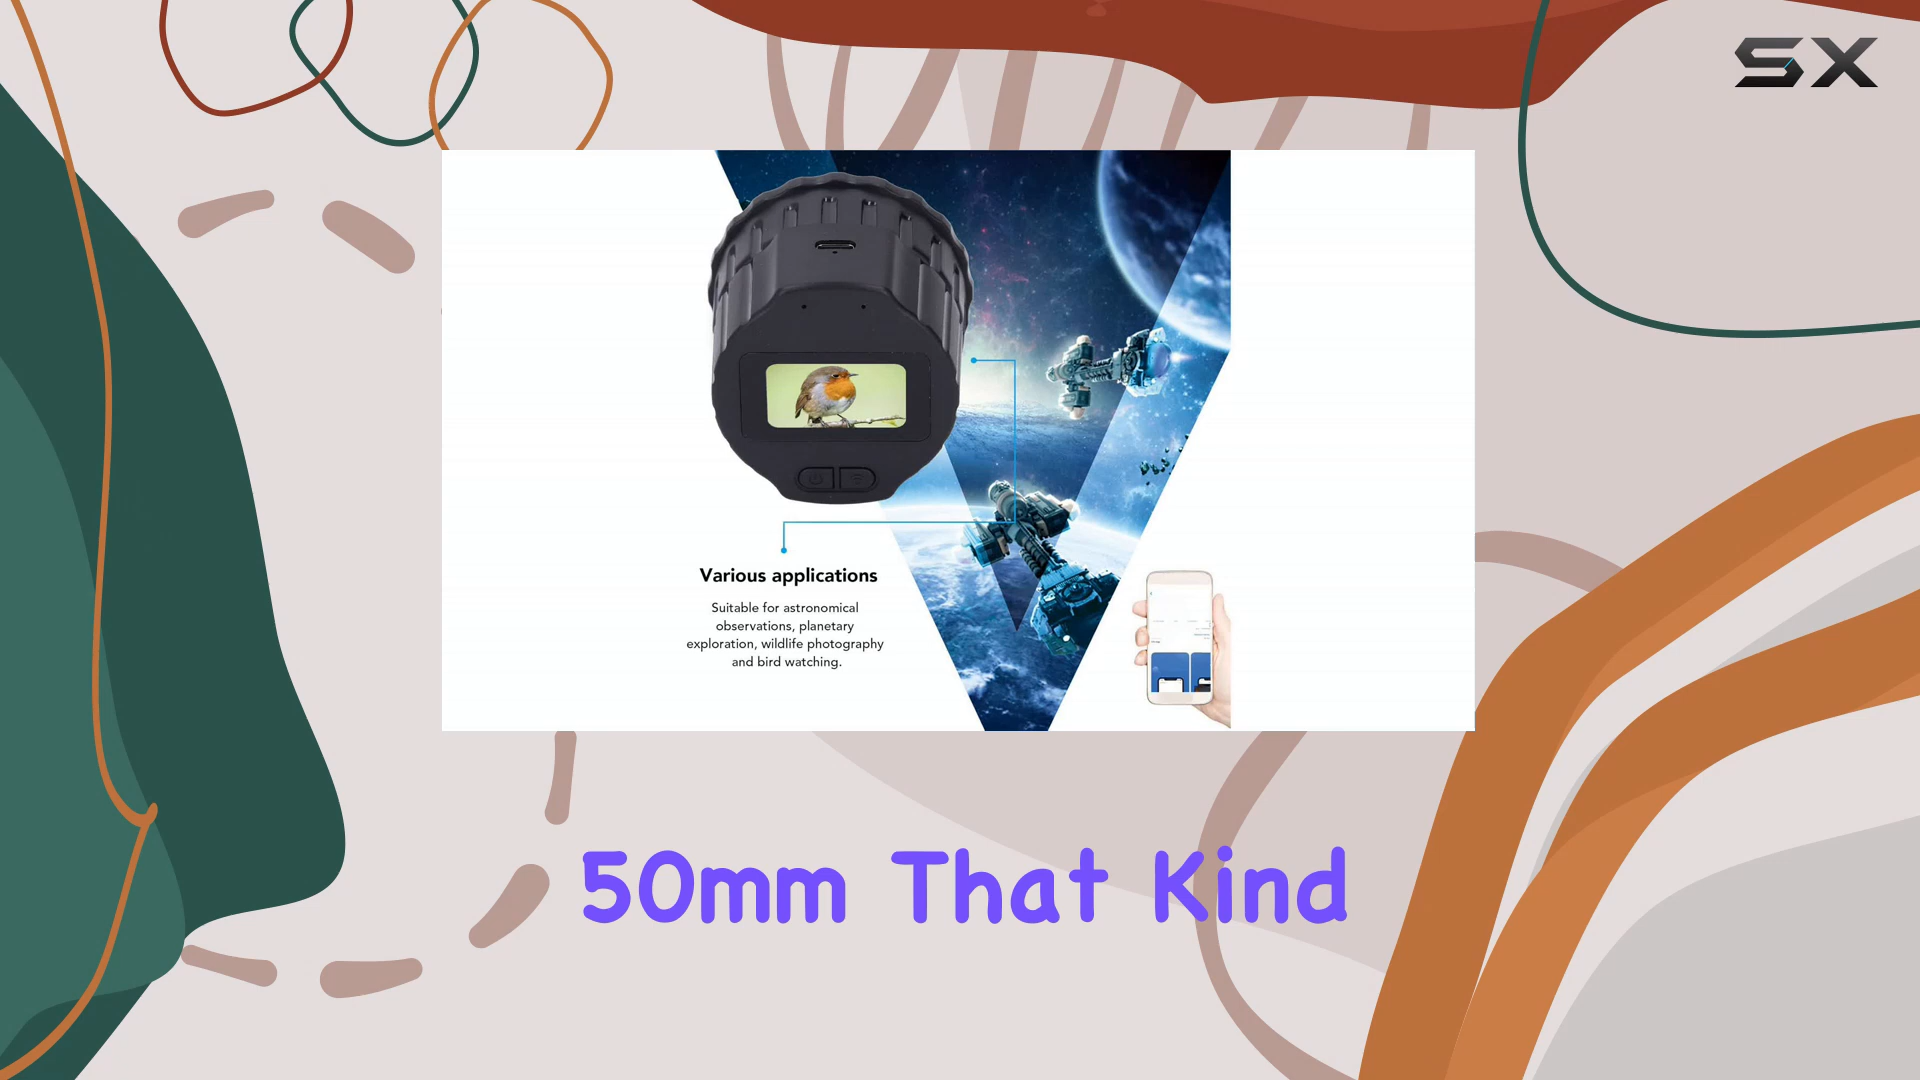 SX
Various applications
Suitable for astronomical
observations, planetary
exploration, wildlife photography
and bird watching.
50mm That Kind